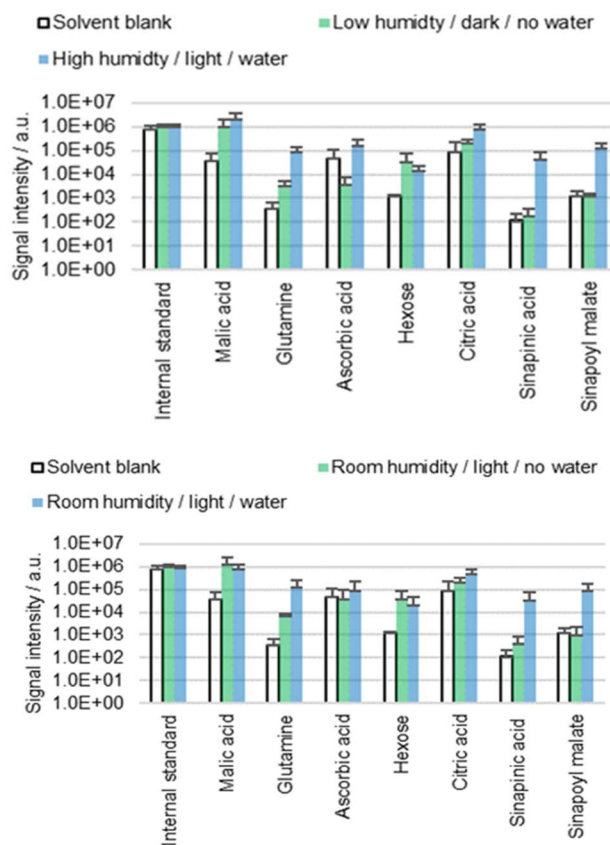 Solvent blank
Low humidity / dark / no water
High humidty / light / water
Signal intensity / a.u.
1.0E+07
1.0E+06
1.0E+05
1.0E+04
1.0E+03
1.0E+02
1.0E+01
1.0E+00
Internal standard
Malic acid
Glutamine
Ascorbic acid
Hexose
Citric acid
Sinapinic acid
Sinapoyl malate
Solvent blank
Room humidity / light / no water
Room humidity / light / water
Signal intensity / a.u.
1.0E+07
1.0E+06
1.0E+05
1.0E+04
1.0E+03
1.0E+02
1.0E+01
1.0E+00
Internal standard
Malic acid
Glutamine
Ascorbic acid
Hexose
Citric acid
Sinapinic acid
Sinapoyl malate